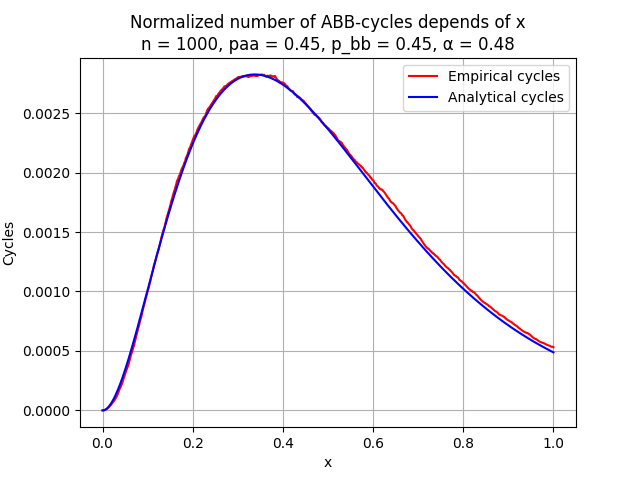 Normalized number of ABB-cycles depends of x
n = 1000, paa = 0.45, p_bb = 0.45, α = 0.48
Empirical cycles
Analytical cycles
Cycles
0.0025
0.0020
0.0015
0.0010
0.0005
0.0000
0.0 0.2 0.4 0.6 0.8 1.0
x